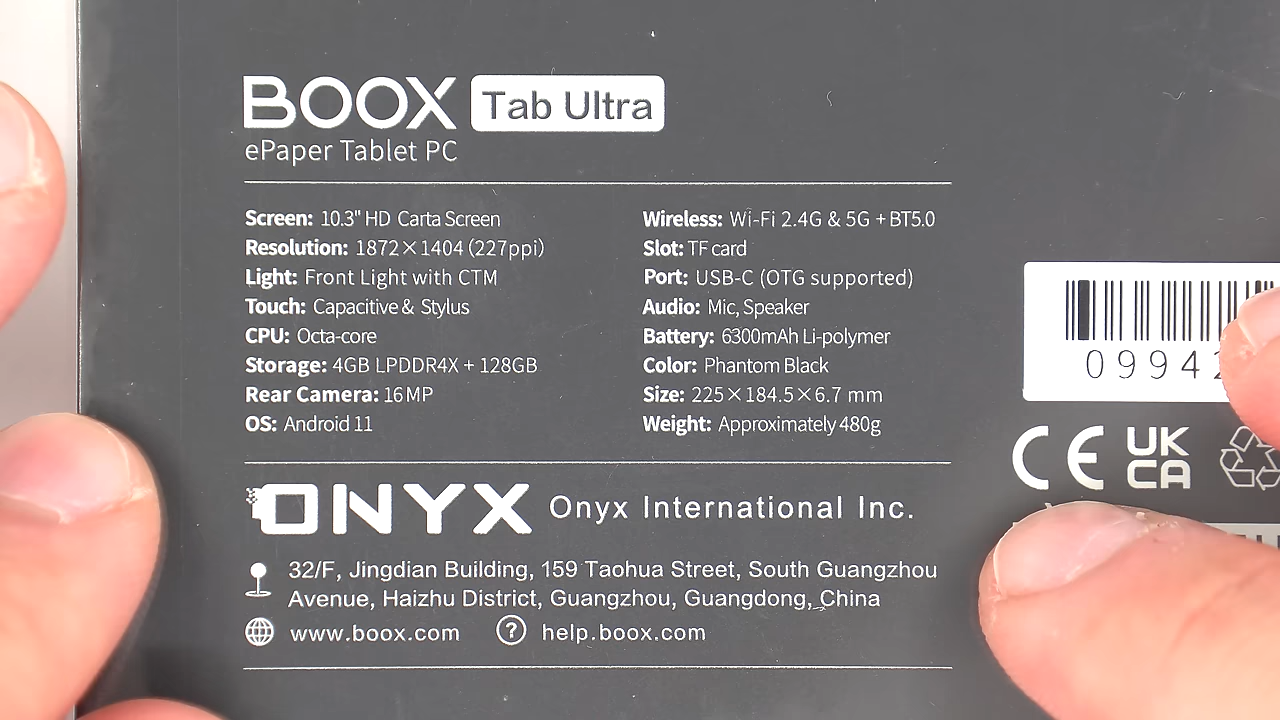 BOOX Tab Ultra
ePaper Tablet PC
Screen: 10.3" HD Carta Screen
Resolution: 1872×1404 (227ppi)
Light: Front Light with CTM
Touch: Capacitive & Stylus
CPU: Octa-core
Storage: 4GB LPDDR4X + 128GB
Rear Camera: 16MP
OS: Android 11
Wireless: Wi-Fi 2.4G & 5G + BT5.0
Slot: TF card
Port: USB-C (OTG supported)
Audio: Mic, Speaker
Battery: 6300mAh Li-polymer
Color: Phantom Black
Size: 225×184.5×6.7 mm
Weight: Approximately 480g
0994
CE UK
CA
ONYX Onyx International Inc.
32/F, Jingdian Building, 159 Taohua Street, South Guangzhou
Avenue, Haizhu District, Guangzhou, Guangdong, China
www.boox.com help.boox.com